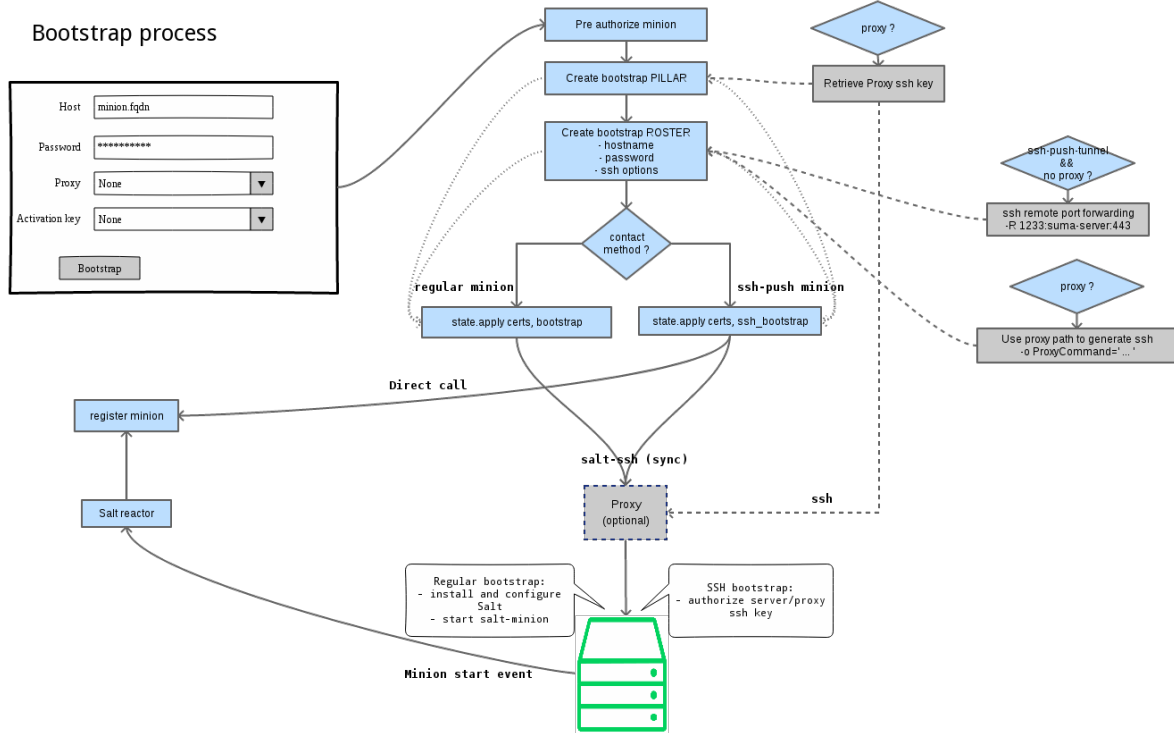 Bootstrap process
Host
minion.fqdn
Password
**********
Proxy
None
Activation key
None
Bootstrap
Pre authorize minion
Create bootstrap PILLAR
Create bootstrap ROSTER
- hostname
- password
- ssh options
contact
method ?
regular minion
ssh-push minion
state.apply certs, bootstrap
state.apply certs, ssh_bootstrap
proxy ?
Retrieve Proxy ssh key
ssh-push-tunnel
&&
no proxy ?
ssh remote port forwarding
-R 1233:suma-server:443
proxy ?
Use proxy path to generate ssh
-o ProxyCommand=' ... '
Direct call
register minion
Salt reactor
salt-ssh (sync)
Proxy
(optional)
ssh
Regular bootstrap:
- install and configure
Salt
- start salt-minion
SSH bootstrap:
- authorize server/proxy
ssh key
Minion start event